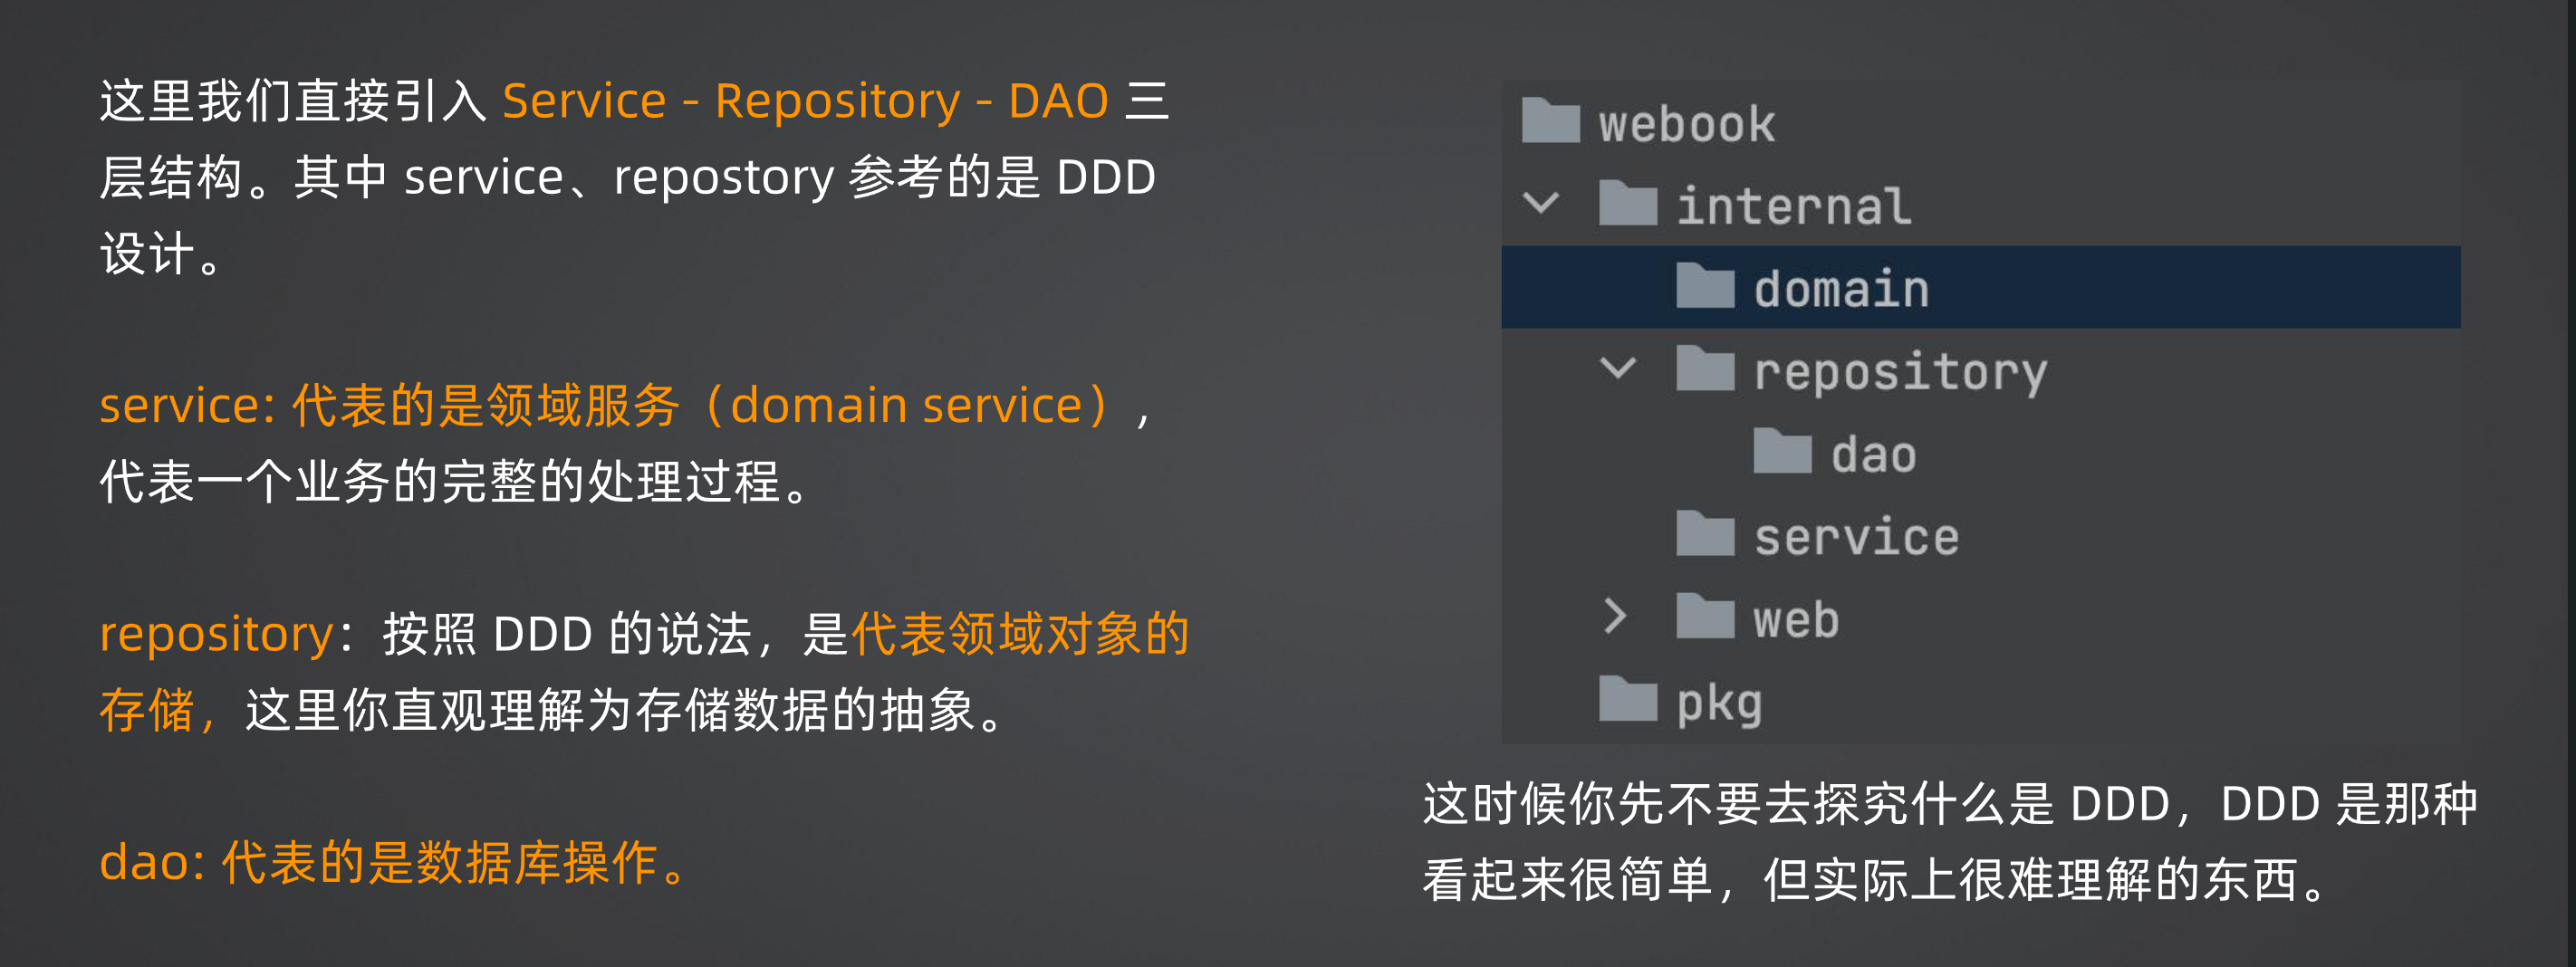 这里我们直接引入 Service - Repository - DAO 三
层结构。其中 service、repostory 参考的是 DDD
设计。
service: 代表的是领域服务（domain service）,
代表一个业务的完整的处理过程。
repository：按照 DDD 的说法，是代表领域对象的
存储，这里你直观理解为存储数据的抽象。
dao: 代表的是数据库操作。
webook
internal
domain
repository
dao
service
web
pkg
这时候你先不要去探究什么是 DDD，DDD 是那种
看起来很简单，但实际上很难理解的东西。